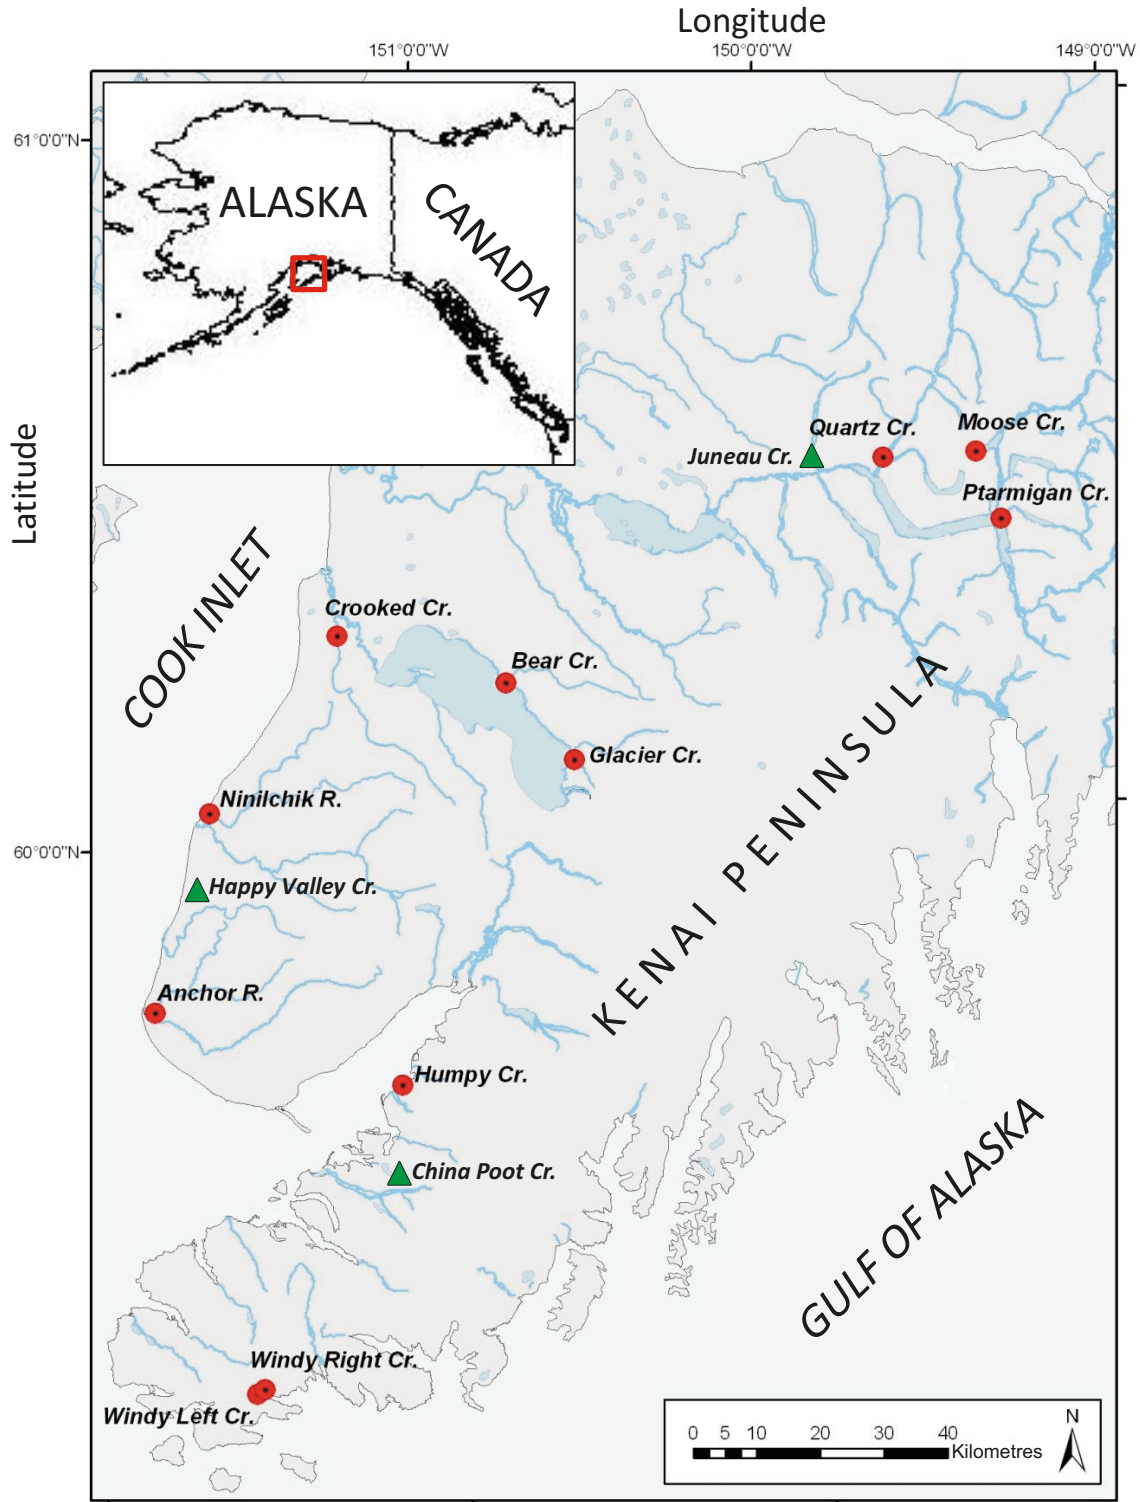 Longitude
151°0'0"W
150°0'0"W
149°0'0"W
61°0'0"N
ALASKA
CANADA
Latitude
Quartz Cr.
Moose Cr.
Juneau Cr.
Ptarmigan Cr.
COOK INLET
Crooked Cr.
Bear Cr.
KENAI PENINSULA
Glacier Cr.
Ninilchik R.
60°0'0"N
Happy Valley Cr.
Anchor R.
Humpy Cr.
China Poot Cr.
GULF OF ALASKA
Windy Right Cr.
Windy Left Cr.
N
0 5 10 20 30 40
Kilometres